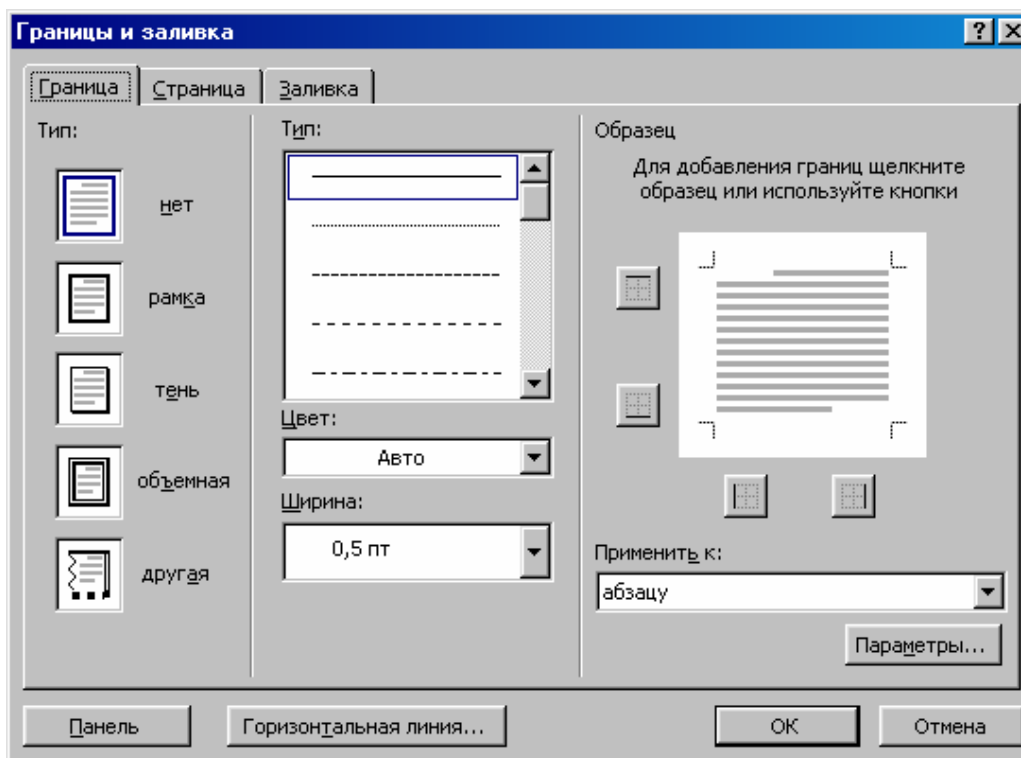 Границы и заливка
Граница
Страница
Заливка
Тип:
нет
рамка
тень
объемная
другая
Тип:
Цвет:
Авто
Ширина:
0,5 пт
Образец
Для добавления границ щелкните
образец или используйте кнопки
Применить к:
абзацу
Параметры...
Панель
Горизонтальная линия...
ОК
Отмена